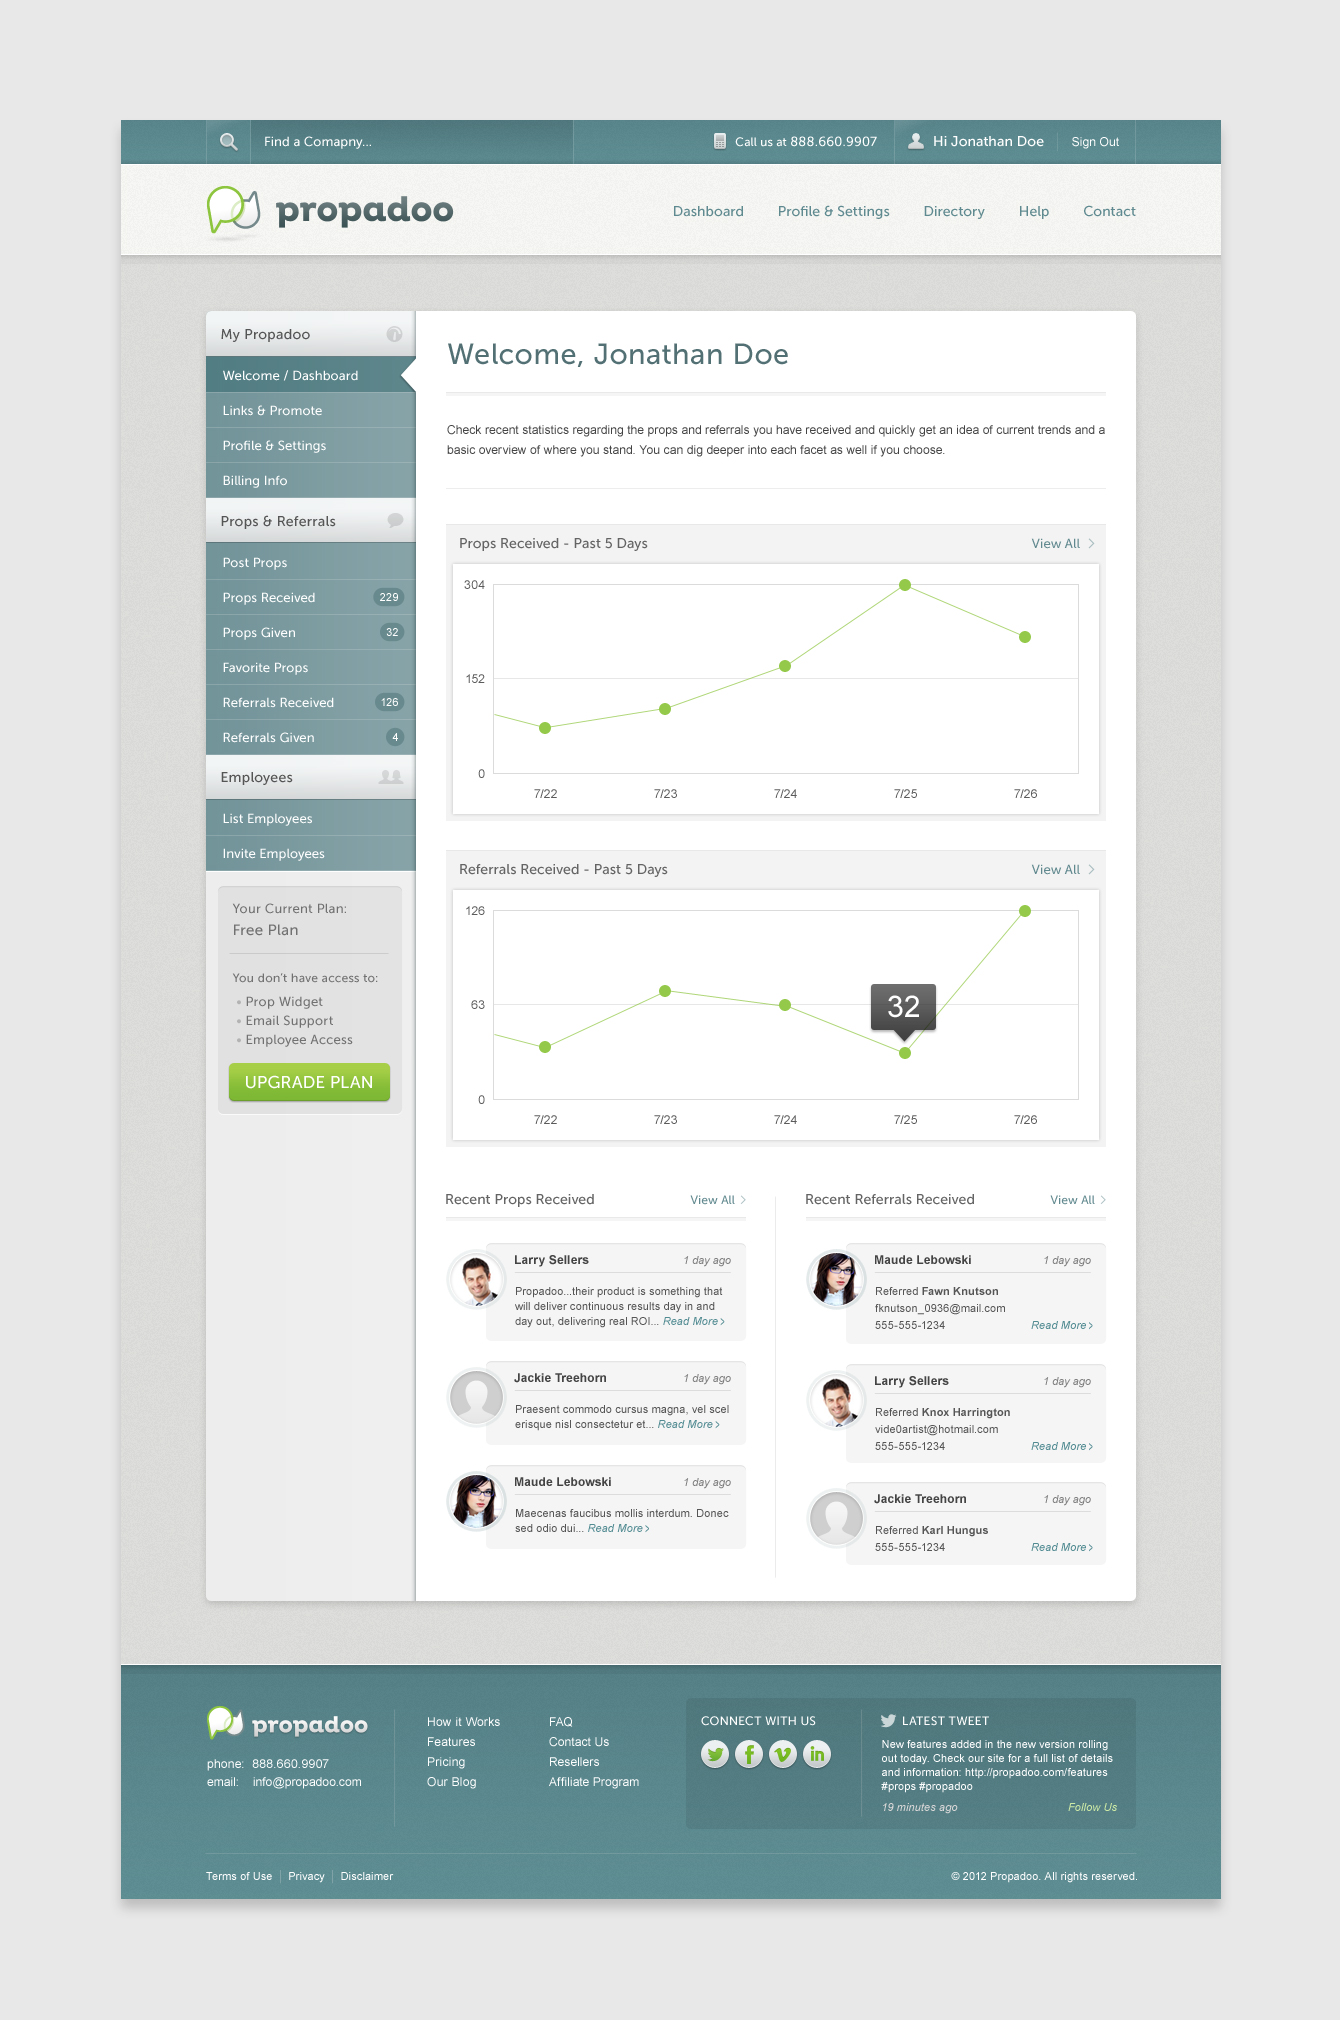 Find a Comapny...
Call us at 888.660.9907
Hi Jonathan Doe
Sign Out
propadoo
Dashboard
Profile & Settings
Directory
Help
Contact
My Propadoo
Welcome / Dashboard
Links & Promote
Profile & Settings
Billing Info
Props & Referrals
Post Props
Props Received 229
Props Given 32
Favorite Props
Referrals Received 126
Referrals Given 4
Employees
List Employees
Invite Employees
Your Current Plan:
Free Plan
You don't have access to:
• Prop Widget
• Email Support
• Employee Access
UPGRADE PLAN
Welcome, Jonathan Doe
Check recent statistics regarding the props and referrals you have received and quickly get an idea of current trends and a
basic overview of where you stand. You can dig deeper into each facet as well if you choose.
Props Received - Past 5 Days
View All
304
152
0
7/22 7/23 7/24 7/25 7/26
Referrals Received - Past 5 Days
View All
126
63
0
32
7/22 7/23 7/24 7/25 7/26
Recent Props Received
View All
Larry Sellers 1 day ago
Propadoo...their product is something that
will deliver continuous results day in and
day out, delivering real ROI... Read More
Jackie Treehorn 1 day ago
Praesent commodo cursus magna, vel scel
erisque nisl consectetur et... Read More
Maude Lebowski 1 day ago
Maecenas faucibus mollis interdum. Donec
sed odio dui... Read More
Recent Referrals Received
View All
Maude Lebowski 1 day ago
Referred Fawn Knutson
fknutson_0936@mail.com
555-555-1234 Read More
Larry Sellers 1 day ago
Referred Knox Harrington
vide0artist@hotmail.com
555-555-1234 Read More
Jackie Treehorn 1 day ago
Referred Karl Hungus
555-555-1234 Read More
propadoo
phone: 888.660.9907
email: info@propadoo.com
How it Works
Features
Pricing
Our Blog
FAQ
Contact Us
Resellers
Affiliate Program
CONNECT WITH US
LATEST TWEET
New features added in the new version rolling
out today. Check our site for a full list of details
and information: http://propadoo.com/features
#props #propadoo
19 minutes ago
Follow Us
Terms of Use
Privacy
Disclaimer
© 2012 Propadoo. All rights reserved.